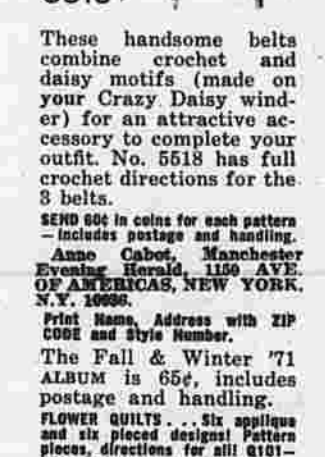 These handsome belts
combine crochet and
daisy motifs (made on
your Crazy Daisy wind-
er) for an attractive ac-
cessory to complete your
outfit. No. 5518 has full
crochet directions for the
3 belts.
SEND 60¢ in coins for each pattern
— includes postage and handling.
Anne Cabot, Manchester
Evening Herald, 1150 AVE.
OF AMERICAS, NEW YORK,
N.Y. 10036.
Print Name, Address with ZIP
CODE and Style Number.
The Fall & Winter '71
ALBUM is 65¢, includes
postage and handling.
FLOWER QUILTS . . . Six applique
and six pieced designs! Pattern
pieces, directions for all! Q101—